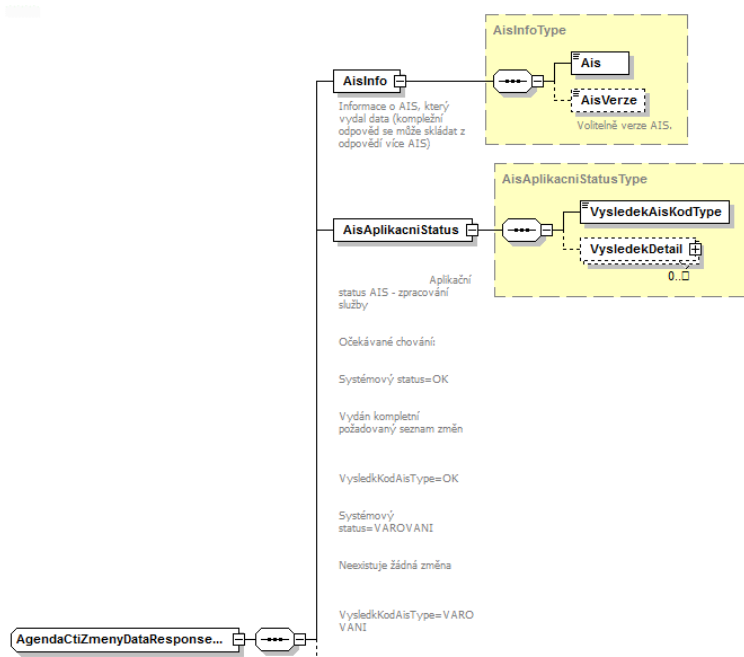 AisInfoType
AisInfo
Ais
AisVerze
Volitelně verze AIS.
Informace o AIS, který
vydal data (kompležní
odpověd se může skládat z
odpovědí více AIS)
AisAplikacniStatusType
AisAplikacniStatus
VysledekAisKodType
VysledekDetail
0..□
Aplikační
status AIS - zpracování
služby
Očekávané chování:
Systémový status=OK
Vydán kompletní
požadovaný seznam změn
VysledkKodAisType=OK
Systémový
status=VAROVANI
Neexistuje žádná změna
VysledkKodAisType=VARO
VANI
AgendaCtiZmenyDataResponse...